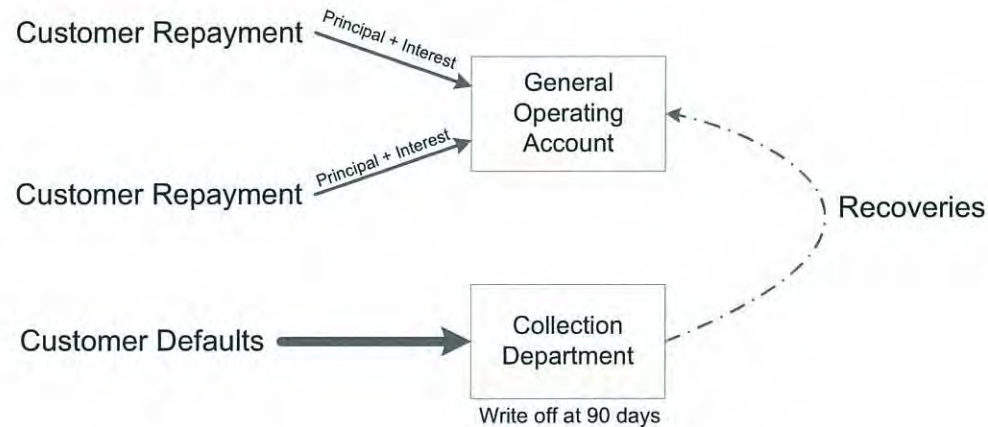 Customer Repayment
Principal + Interest
General
Operating
Account
Customer Repayment
Principal + Interest
Recoveries
Customer Defaults
Collection
Department
Write off at 90 days